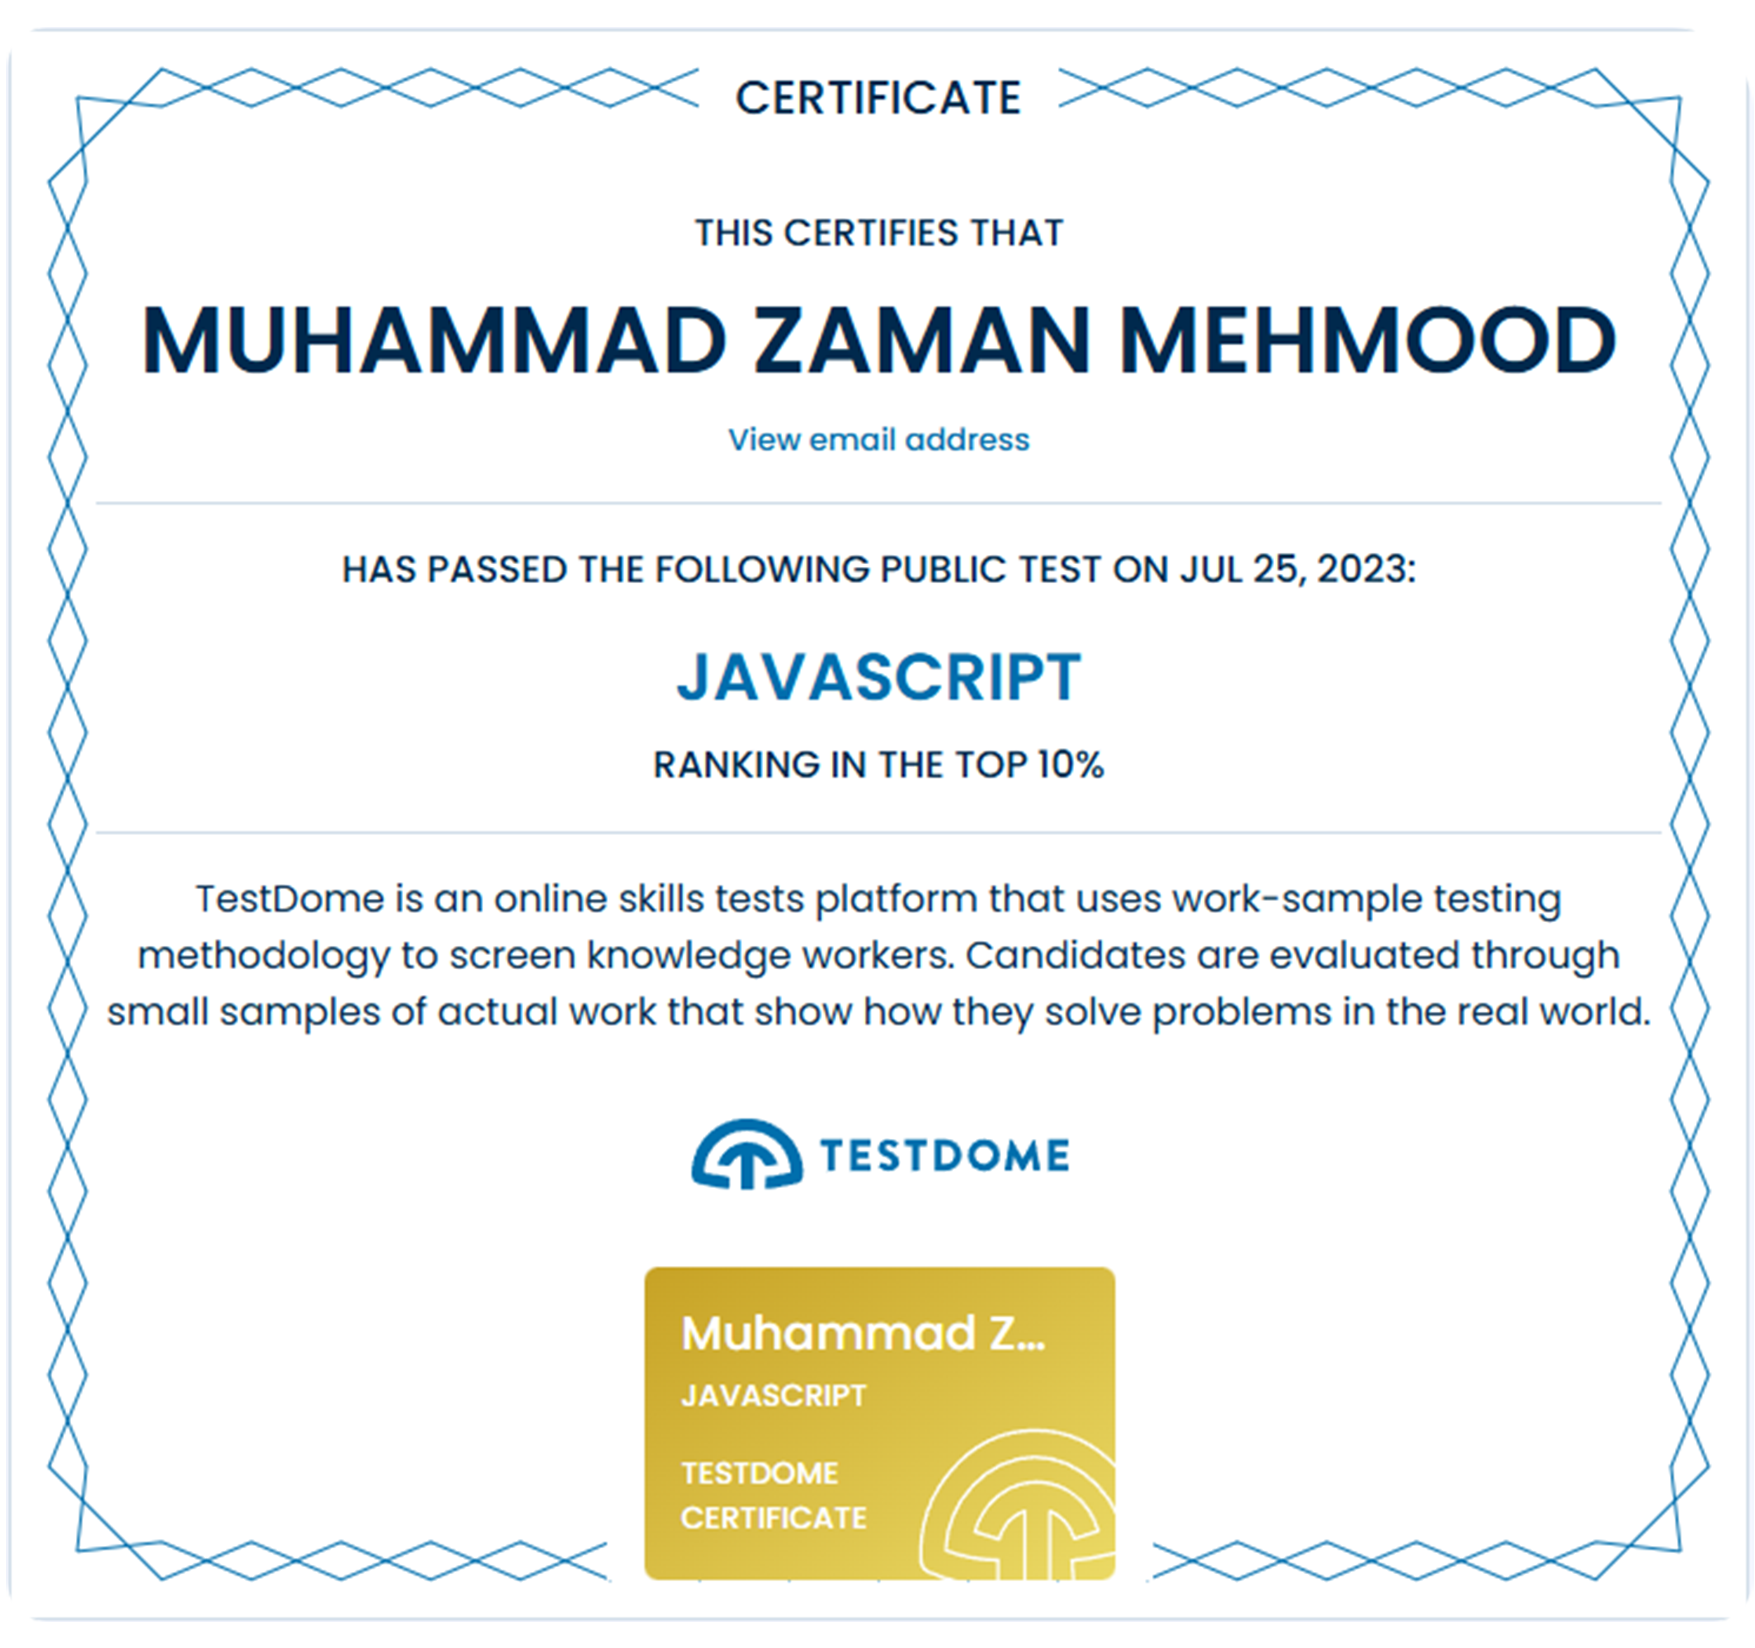 CERTIFICATE
THIS CERTIFIES THAT
MUHAMMAD ZAMAN MEHMOOD
View email address
HAS PASSED THE FOLLOWING PUBLIC TEST ON JUL 25, 2023:
JAVASCRIPT
RANKING IN THE TOP 10%
TestDome is an online skills tests platform that uses work-sample testing
methodology to screen knowledge workers. Candidates are evaluated through
small samples of actual work that show how they solve problems in the real world.
TESTDOME
Muhammad Z...
JAVASCRIPT
TESTDOME
CERTIFICATE